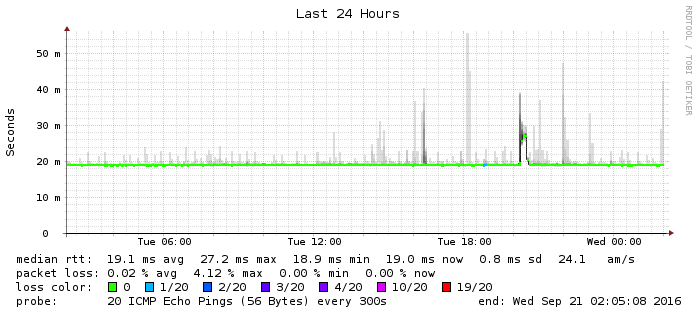 Last 24 Hours
RRDTOOL / TOBI OETIKER
Seconds
50 m
40 m
30 m
20 m
10 m
0
Tue 06:00 Tue 12:00 Tue 18:00 Wed 00:00
median rtt: 19.1 ms avg 27.2 ms max 18.9 ms min 19.0 ms now 0.8 ms sd 24.1 am/s
packet loss: 0.02 % avg 4.12 % max 0.00 % min 0.00 % now
loss color: 0 1/20 2/20 3/20 4/20 10/20 19/20
probe: 20 ICMP Echo Pings (56 Bytes) every 300s end: Wed Sep 21 02:05:08 2016